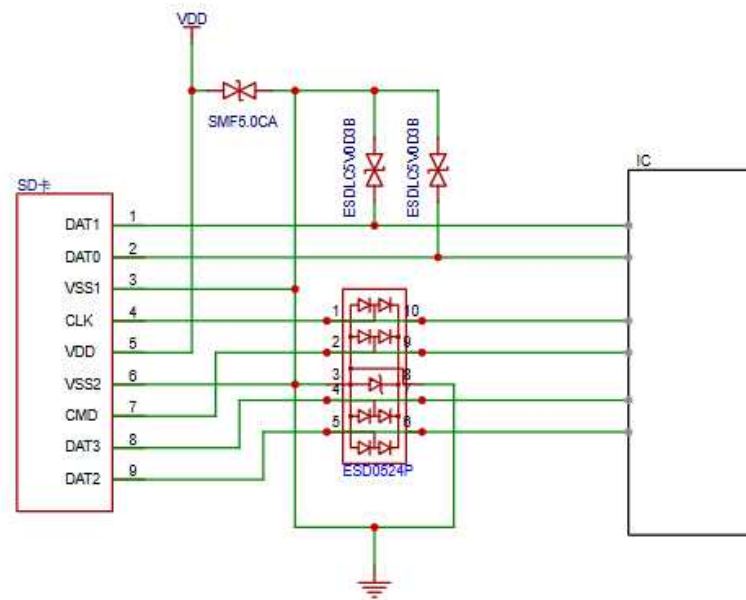 VDD
SMF5.0CA
ESDLC5V0D3B
ESDLC5V0D3B
IC
SD卡
DAT1 1
DAT0 2
VSS1 3
CLK 4
VDD 5
VSS2 6
CMD 7
DAT3 8
DAT2 9
1 10
2 9
3 8
4 7
5 6
ESD0524P